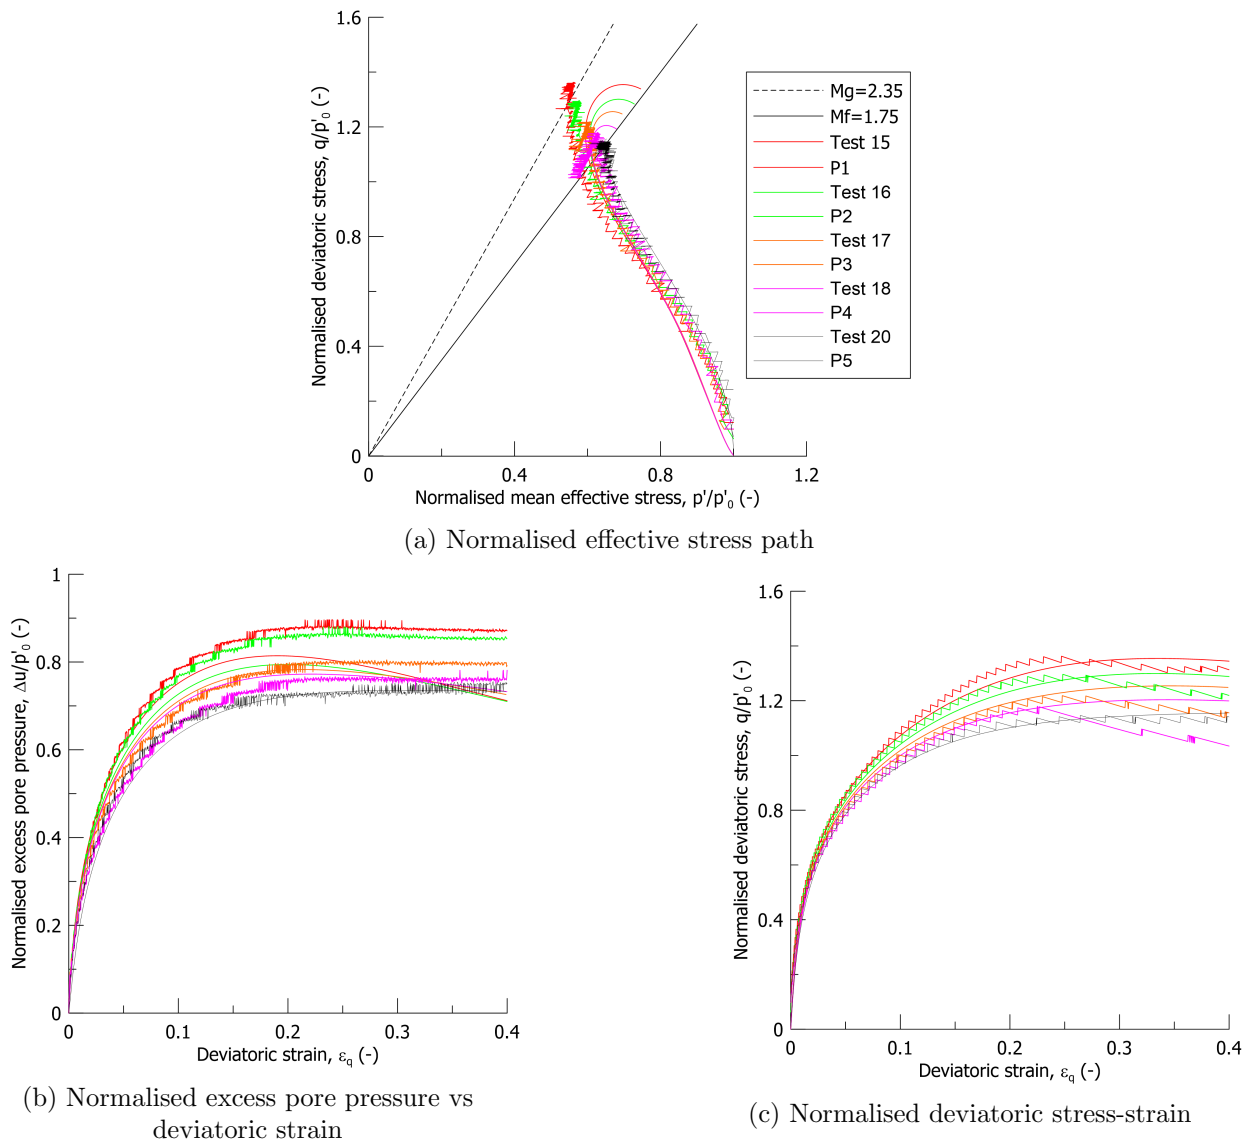 1.6
1.2
0.8
0.4
0
Normalised deviatoric stress, q/p'₀ (-)
0
0.4
0.8
1.2
Normalised mean effective stress, p'/p'₀ (-)
Mg=2.35
Mf=1.75
Test 15
P1
Test 16
P2
Test 17
P3
Test 18
P4
Test 20
P5
(a) Normalised effective stress path
1
0.8
0.6
0.4
0.2
0
Normalised excess pore pressure, Δu/p'₀ (-)
0
0.1
0.2
0.3
0.4
Deviatoric strain, εq (-)
(b) Normalised excess pore pressure vs
deviatoric strain
1.6
1.2
0.8
0.4
0
Normalised deviatoric stress, q/p'₀ (-)
0
0.1
0.2
0.3
0.4
Deviatoric strain, εq (-)
(c) Normalised deviatoric stress-strain